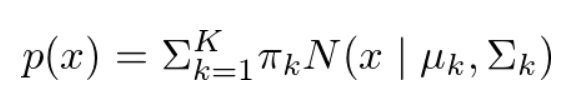 p(x) = Σ_{k=1}^{K} π_k N(x | μ_k, Σ_k)